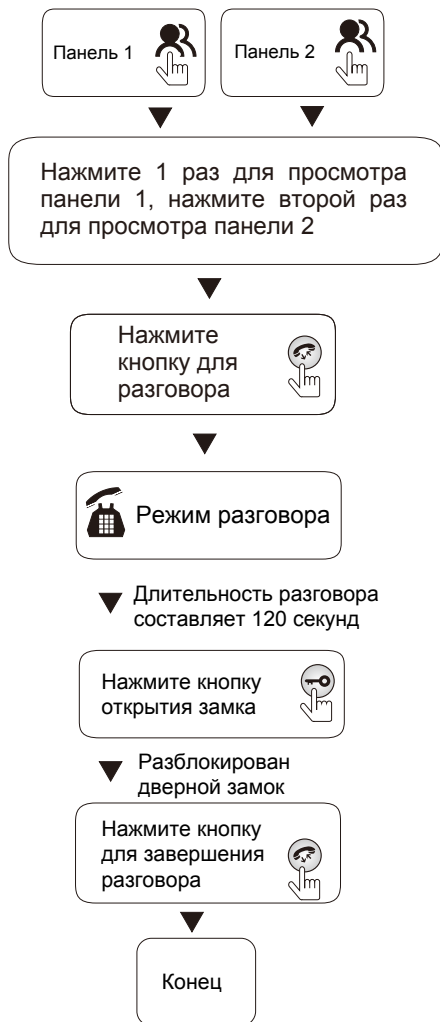 Панель 1
Панель 2
Нажмите 1 раз для просмотра
панели 1, нажмите второй раз
для просмотра панели 2
Нажмите
кнопку для
разговора
Режим разговора
Длительность разговора
составляет 120 секунд
Нажмите кнопку
открытия замка
Разблокирован
дверной замок
Нажмите кнопку
для завершения
разговора
Конец